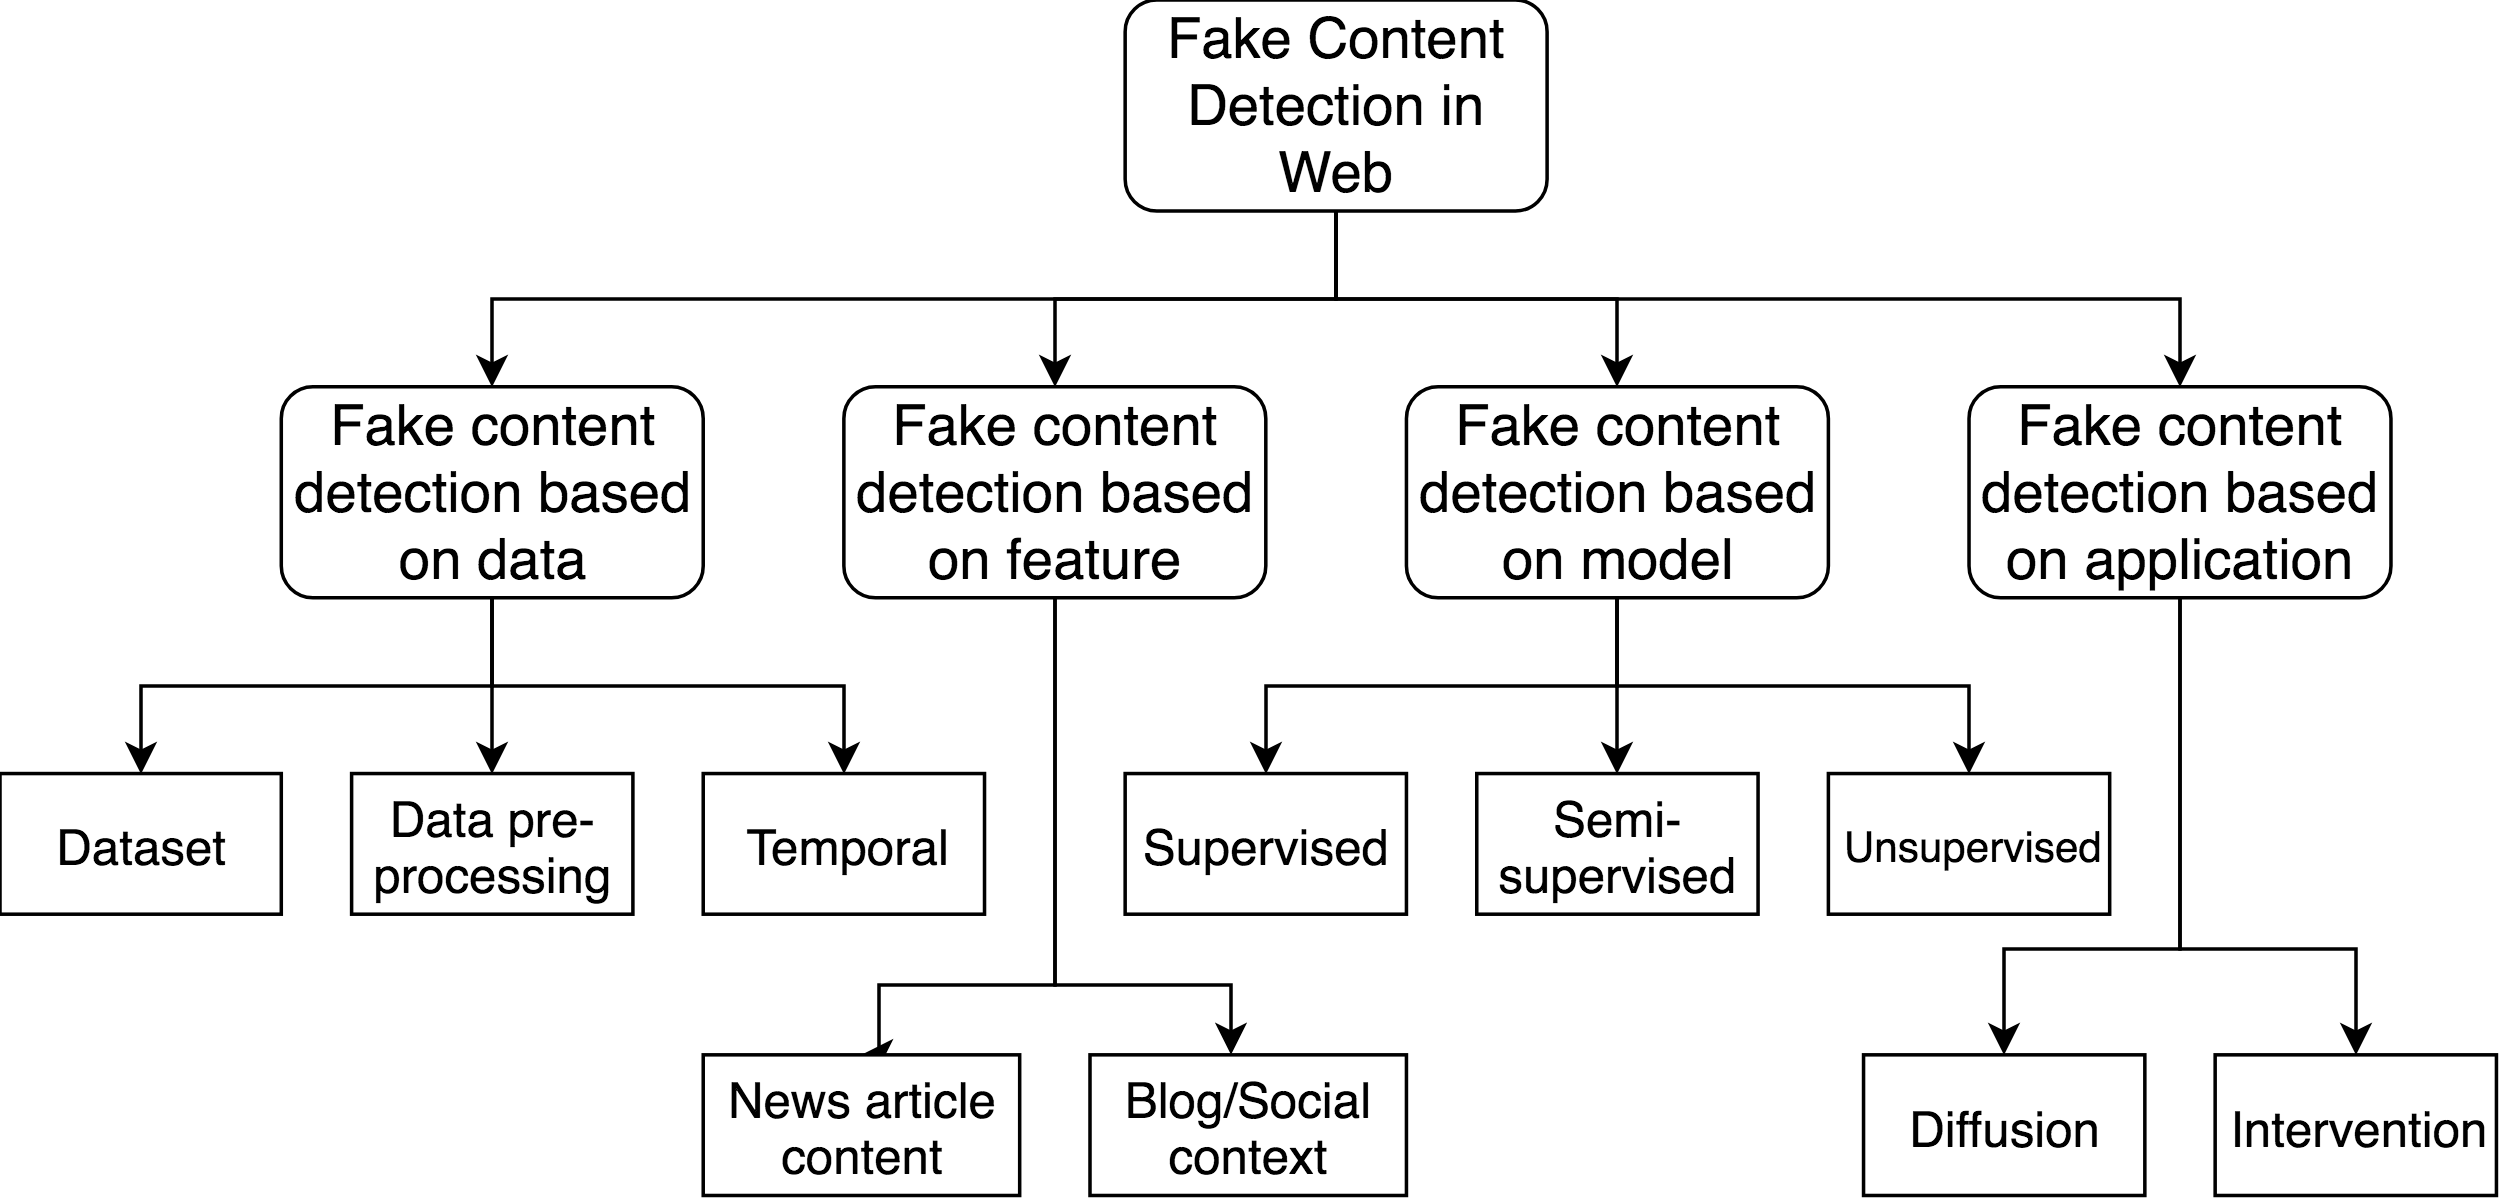 Fake Content
Detection in
Web
Fake content
detection based
on data
Fake content
detection based
on feature
Fake content
detection based
on model
Fake content
detection based
on application
Dataset
Data pre-
processing
Temporal
Supervised
Semi-
supervised
Unsupervised
News article
content
Blog/Social
context
Diffusion
Intervention